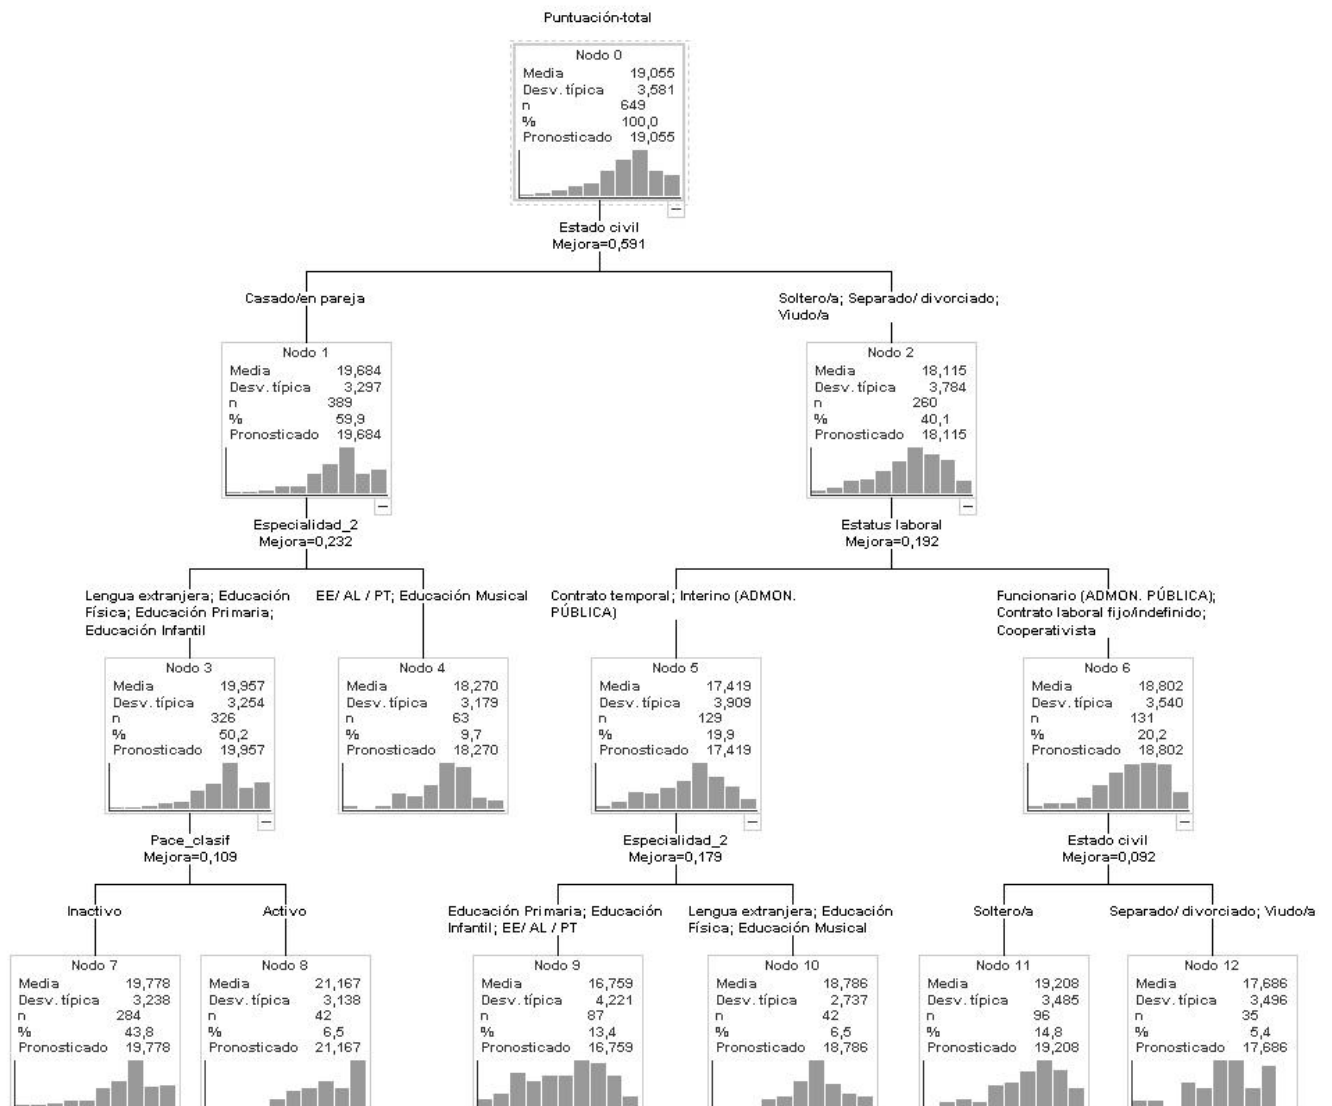 Puntuación-total
Nodo 0
Media 19,055
Desv. típica 3,581
n 649
% 100,0
Pronosticado 19,055
Estado civil
Mejora=0,591
Casado/en pareja
Soltero/a; Separado/ divorciado;
Viudo/a
Nodo 1
Media 19,684
Desv. típica 3,297
n 389
% 59,9
Pronosticado 19,684
Nodo 2
Media 18,115
Desv. típica 3,784
n 260
% 40,1
Pronosticado 18,115
Especialidad_2
Mejora=0,232
Estatus laboral
Mejora=0,192
Lengua extranjera; Educación
Física; Educación Primaria;
Educación Infantil
EE/ AL / PT; Educación Musical
Contrato temporal; Interino (ADMON.
PÚBLICA)
Funcionario (ADMON. PÚBLICA);
Contrato laboral fijo/indefinido;
Cooperativista
Nodo 3
Media 19,957
Desv. típica 3,254
n 326
% 50,2
Pronosticado 19,957
Nodo 4
Media 18,270
Desv. típica 3,179
n 63
% 9,7
Pronosticado 18,270
Nodo 5
Media 17,419
Desv. típica 3,909
n 129
% 19,9
Pronosticado 17,419
Nodo 6
Media 18,802
Desv. típica 3,540
n 131
% 20,2
Pronosticado 18,802
Pace_clasif
Mejora=0,109
Especialidad_2
Mejora=0,179
Estado civil
Mejora=0,092
Inactivo
Activo
Educación Primaria; Educación
Infantil; EE/ AL / PT
Lengua extranjera; Educación
Física; Educación Musical
Soltero/a
Separado/ divorciado; Viudo/a
Nodo 7
Media 19,778
Desv. típica 3,238
n 284
% 43,8
Pronosticado 19,778
Nodo 8
Media 21,167
Desv. típica 3,138
n 42
% 6,5
Pronosticado 21,167
Nodo 9
Media 16,759
Desv. típica 4,221
n 87
% 13,4
Pronosticado 16,759
Nodo 10
Media 18,786
Desv. típica 2,737
n 42
% 6,5
Pronosticado 18,786
Nodo 11
Media 19,208
Desv. típica 3,485
n 96
% 14,8
Pronosticado 19,208
Nodo 12
Media 17,686
Desv. típica 3,496
n 35
% 5,4
Pronosticado 17,686